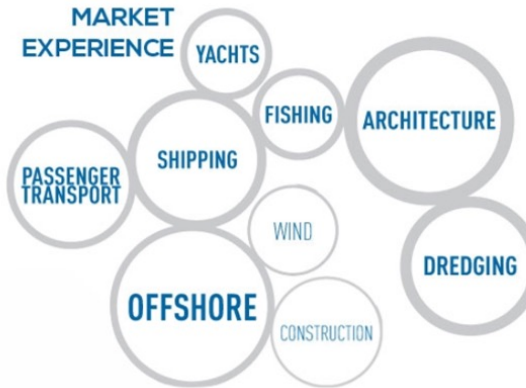 MARKET
EXPERIENCE
YACHTS
FISHING
ARCHITECTURE
SHIPPING
PASSENGER
TRANSPORT
WIND
DREDGING
OFFSHORE
CONSTRUCTION